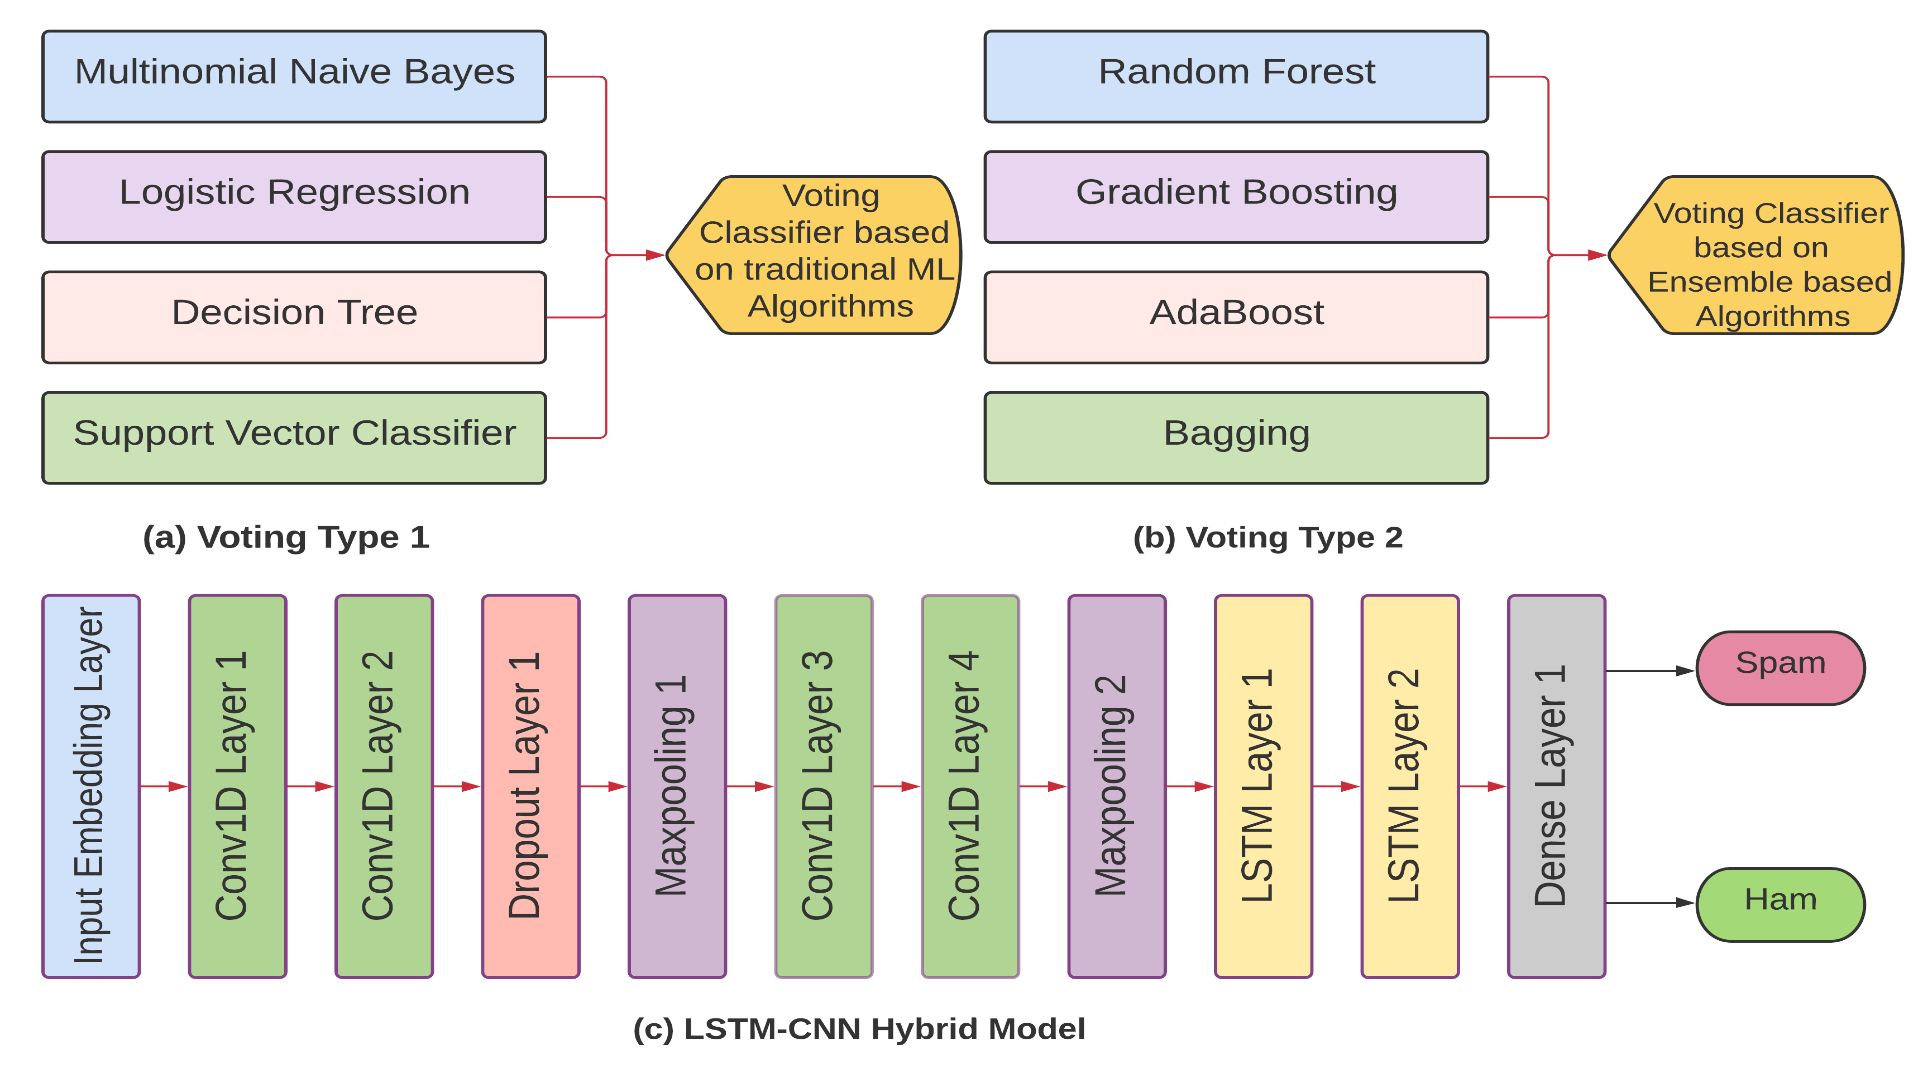 Multinomial Naive Bayes
Logistic Regression
Decision Tree
Support Vector Classifier
Voting
Classifier based
on traditional ML
Algorithms
(a) Voting Type 1
Random Forest
Gradient Boosting
AdaBoost
Bagging
Voting Classifier
based on
Ensemble based
Algorithms
(b) Voting Type 2
Input Embedding Layer
Conv1D Layer 1
Conv1D Layer 2
Dropout Layer 1
Maxpooling 1
Conv1D Layer 3
Conv1D Layer 4
Maxpooling 2
LSTM Layer 1
LSTM Layer 2
Dense Layer 1
Spam
Ham
(c) LSTM-CNN Hybrid Model